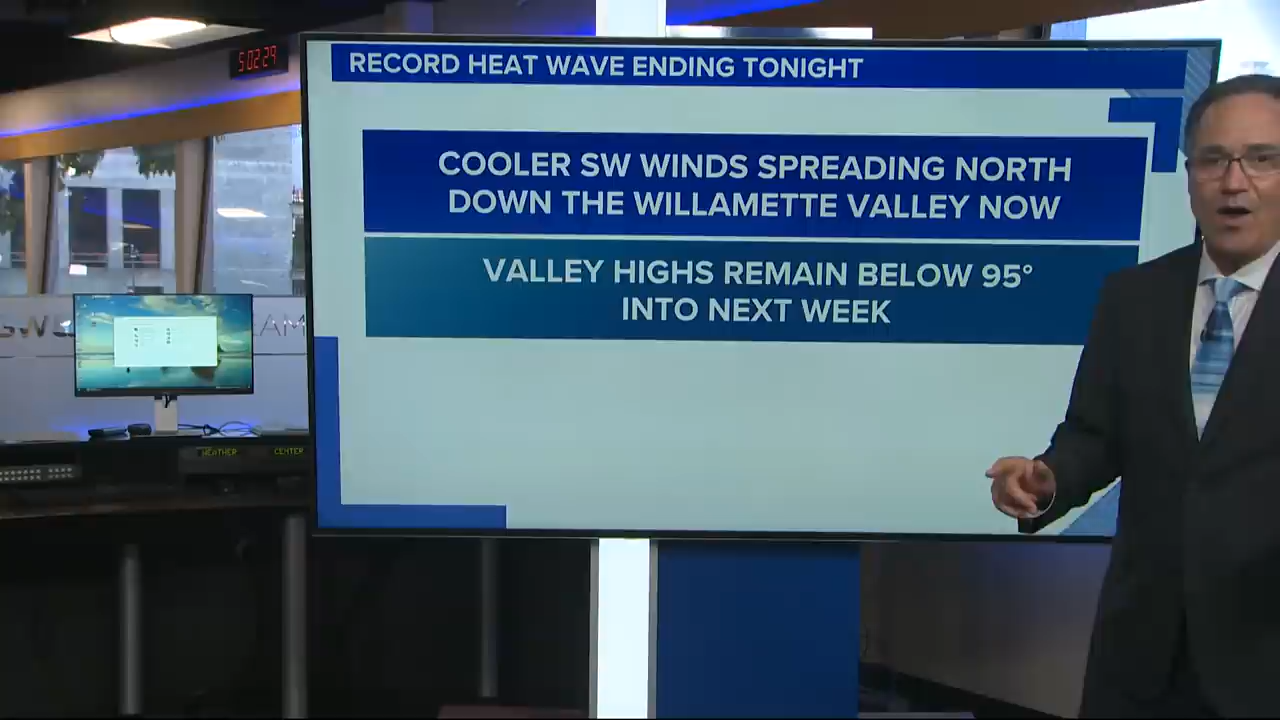 5:02:29
RECORD HEAT WAVE ENDING TONIGHT
COOLER SW WINDS SPREADING NORTH
DOWN THE WILLAMETTE VALLEY NOW
VALLEY HIGHS REMAIN BELOW 95°
INTO NEXT WEEK
WEATHER CENTER